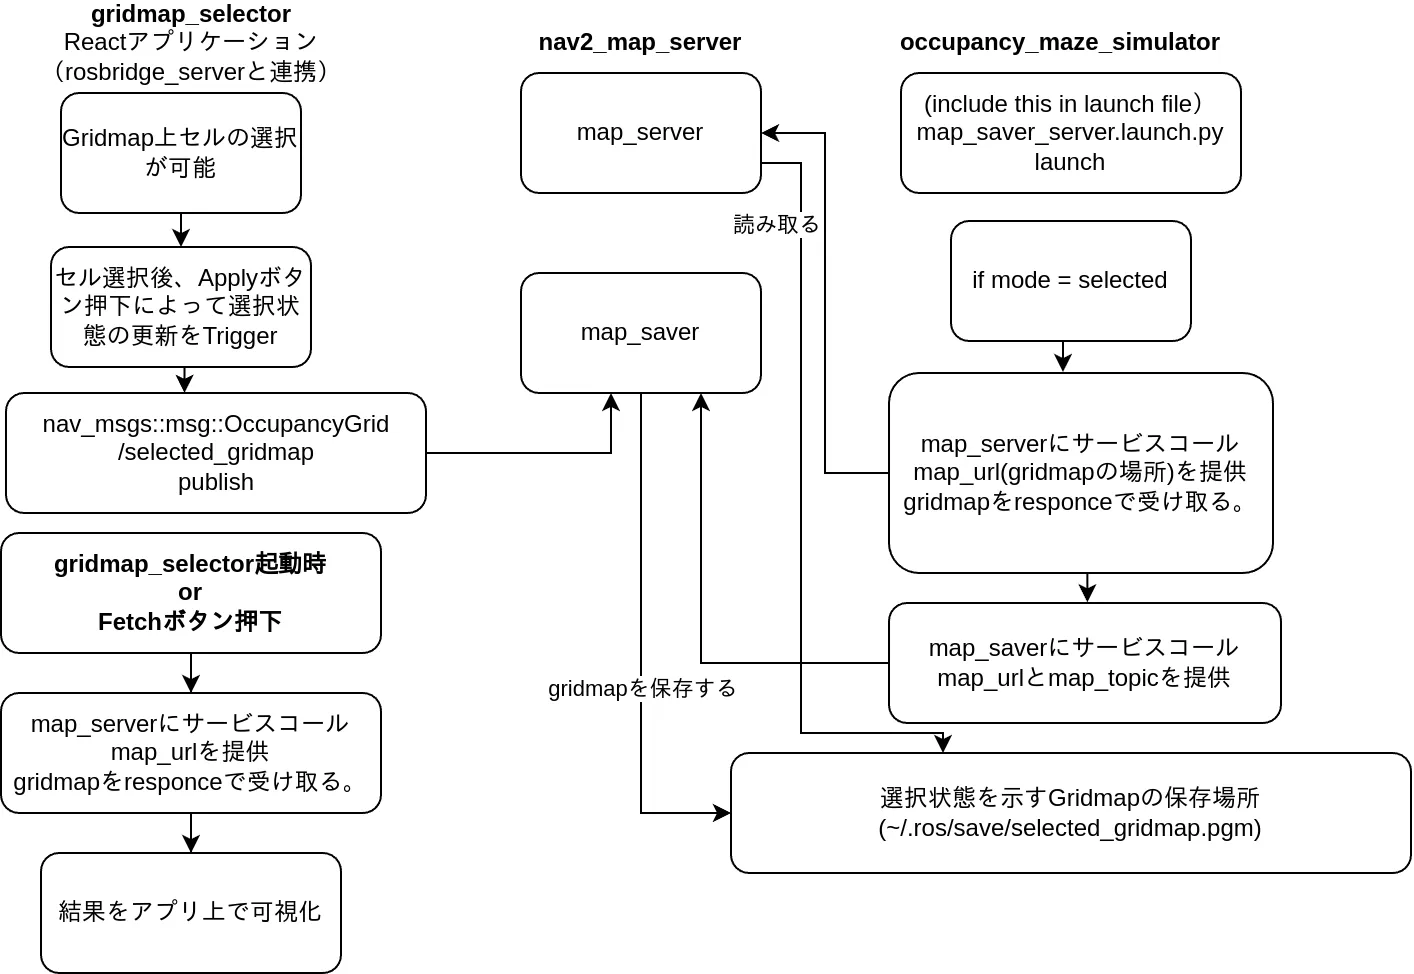 gridmap_selector
Reactアプリケーション
（rosbridge_serverと連携）
Gridmap上セルの選択
が可能
セル選択後、Applyボタ
ン押下によって選択状
態の更新をTrigger
nav_msgs::msg::OccupancyGrid
/selected_gridmap
publish
gridmap_selector起動時
or
Fetchボタン押下
map_serverにサービスコール
map_urlを提供
gridmapをresponceで受け取る。
結果をアプリ上で可視化
nav2_map_server
map_server
読み取る
map_saver
gridmapを保存する
occupancy_maze_simulator
(include this in launch file）
map_saver_server.launch.py
launch
if mode = selected
map_serverにサービスコール
map_url(gridmapの場所)を提供
gridmapをresponceで受け取る。
map_saverにサービスコール
map_urlとmap_topicを提供
選択状態を示すGridmapの保存場所
(~/.ros/save/selected_gridmap.pgm)